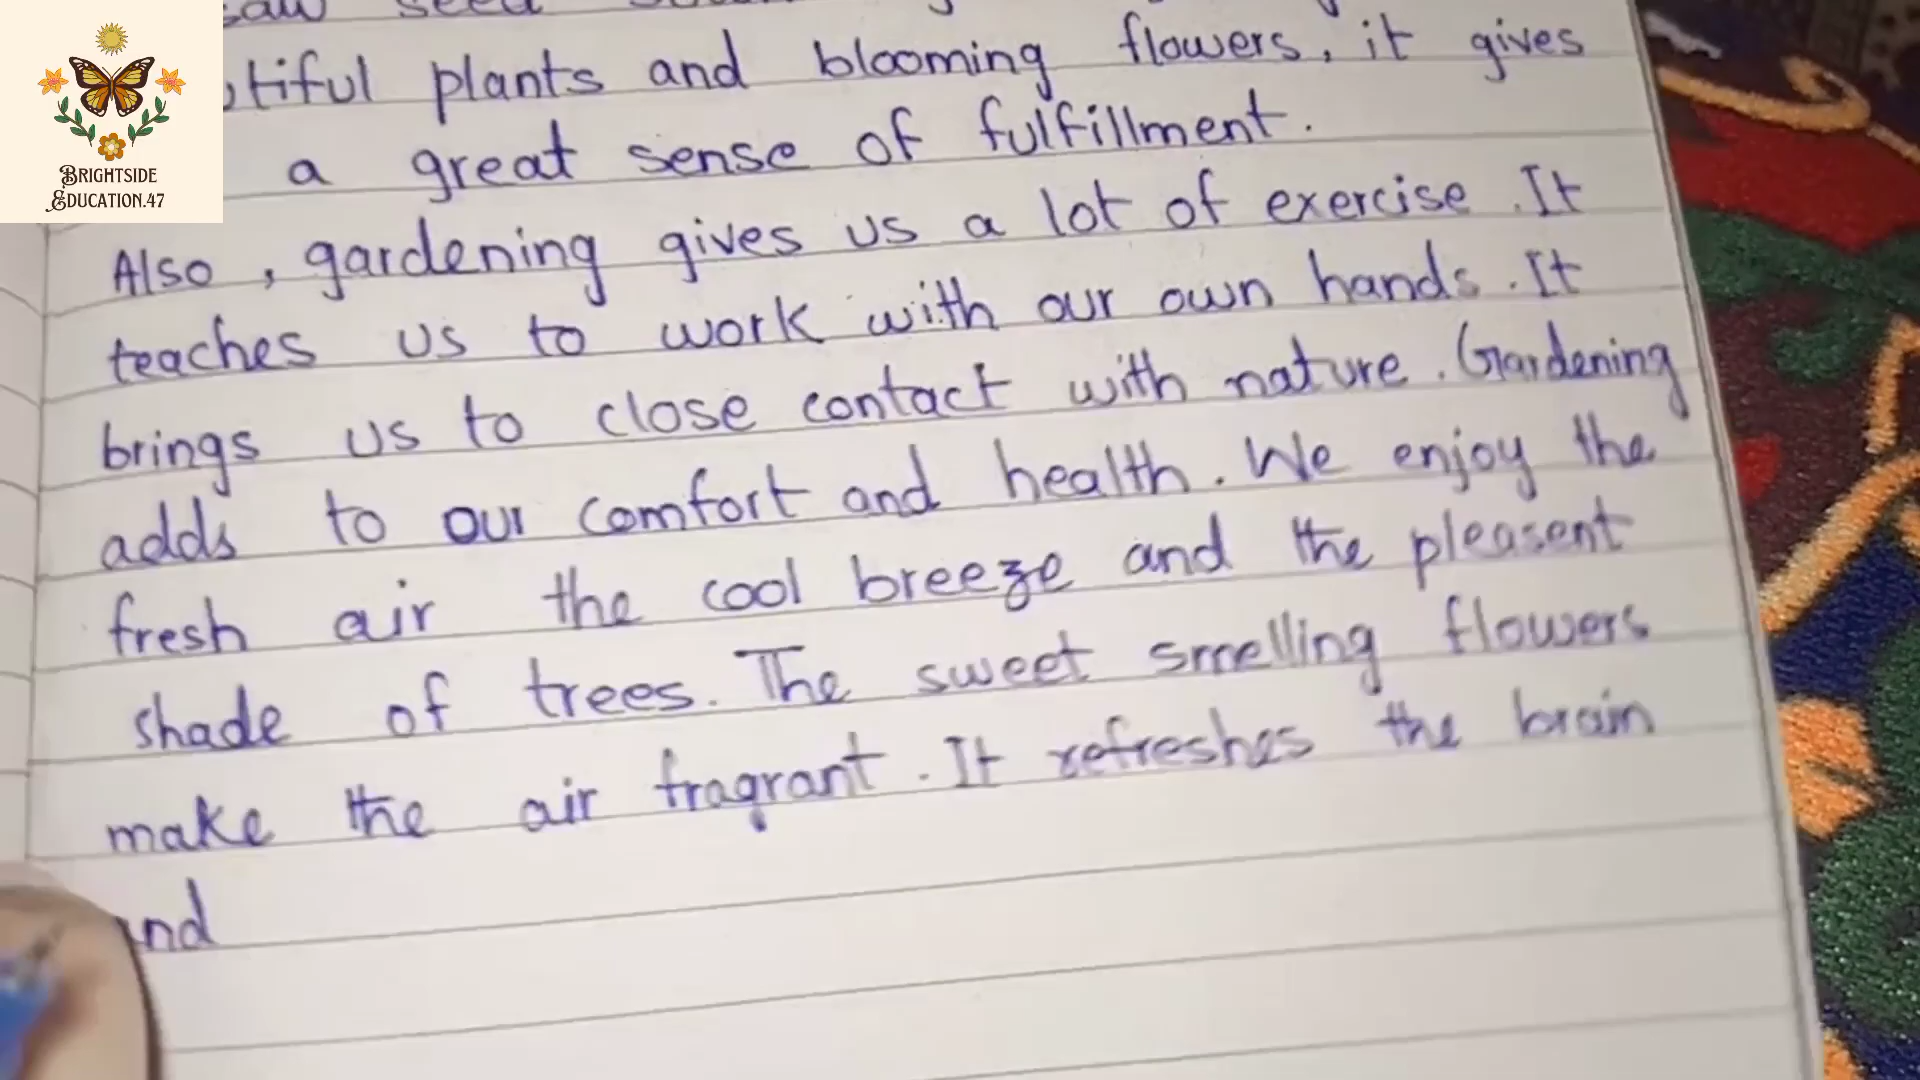 BRIGHTSIDE
EDUCATION.47
saw seed
tiful plants and blooming flowers, it gives
a great sense of fulfillment.
Also, gardening gives us a lot of exercise. It
teaches us to work with our own hands. It
brings us to close contact with nature. Gardening
adds to our comfort and health. We enjoy the
fresh air the cool breeze and the pleasent
shade of trees. The sweet smelling flowers
make the air fragrant. It refreshes the brain
and